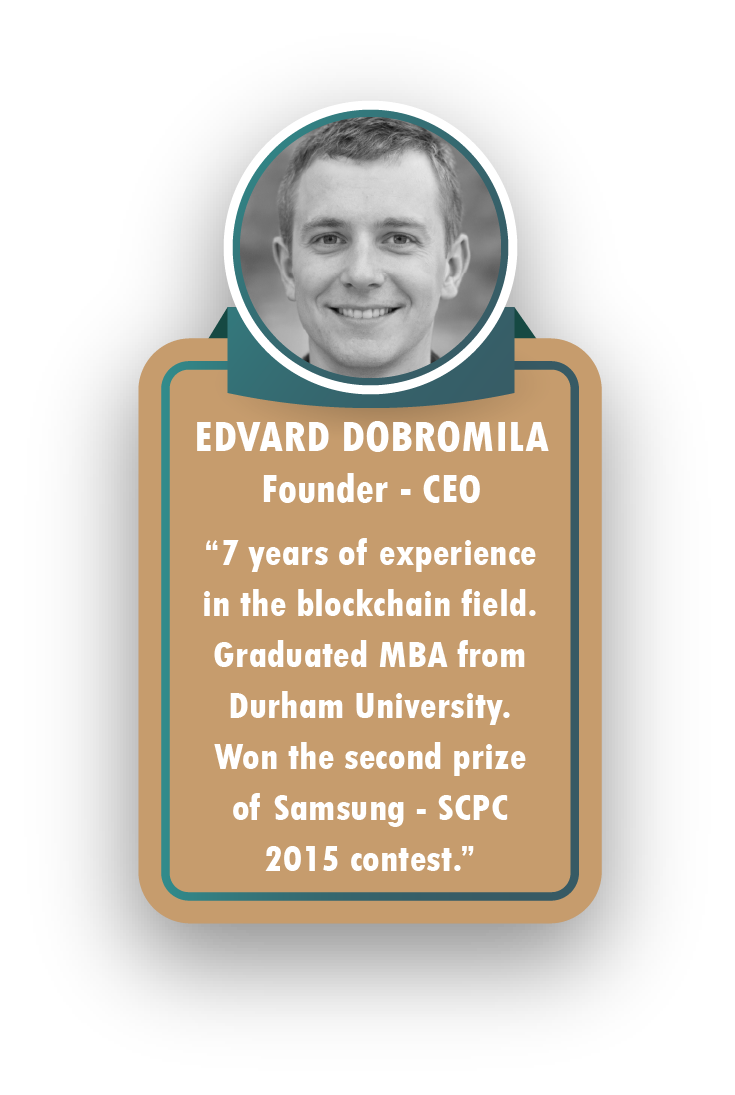 EDVARD DOBROMILA
Founder - CEO
“7 years of experience
in the blockchain field.
Graduated MBA from
Durham University.
Won the second prize
of Samsung - SCPC
2015 contest.”